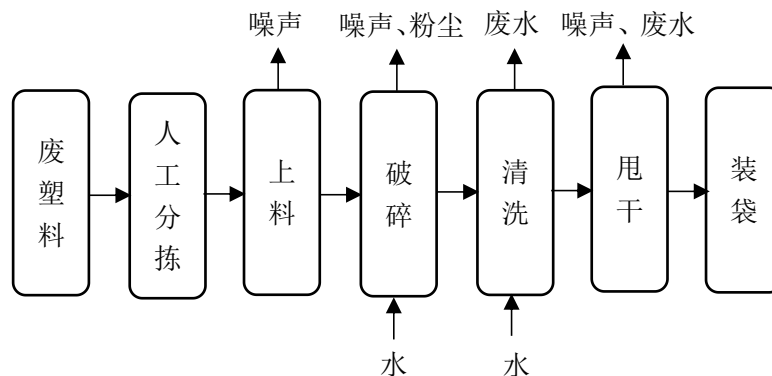 噪声 噪声、粉尘 废水 噪声、废水
废塑料
人工分拣
上料
破碎
清洗
甩干
装袋
水 水